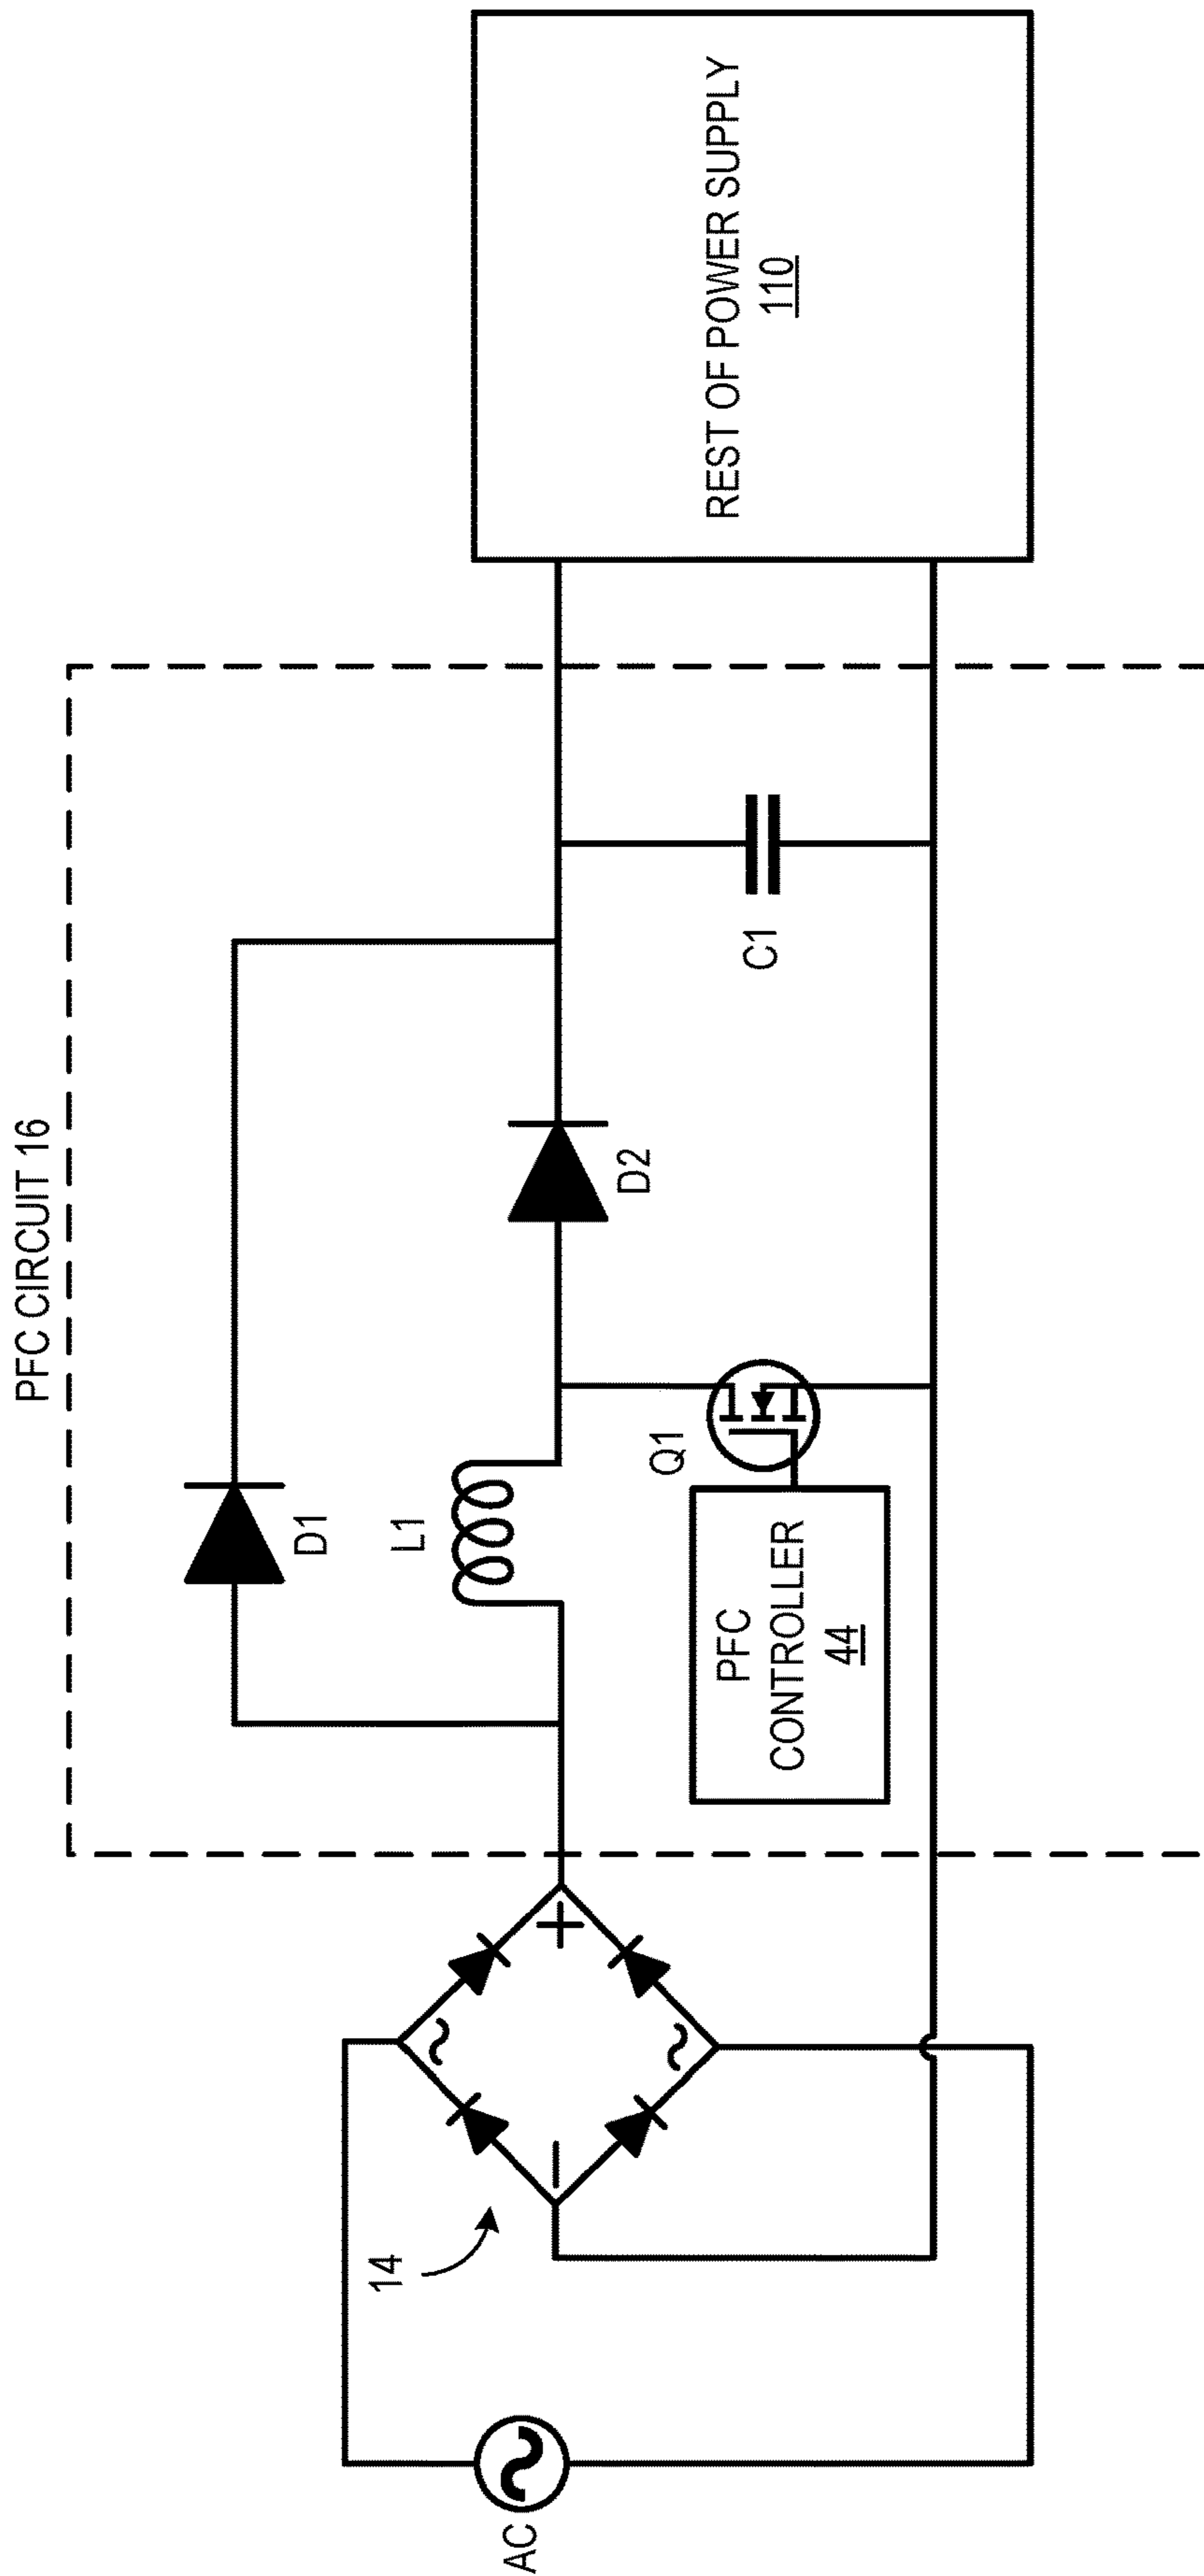 PFC CIRCUIT 16
AC
14
~
~
+
−
D1
L1
D2
Q1
C1
PFC
CONTROLLER
44
REST OF POWER SUPPLY
110